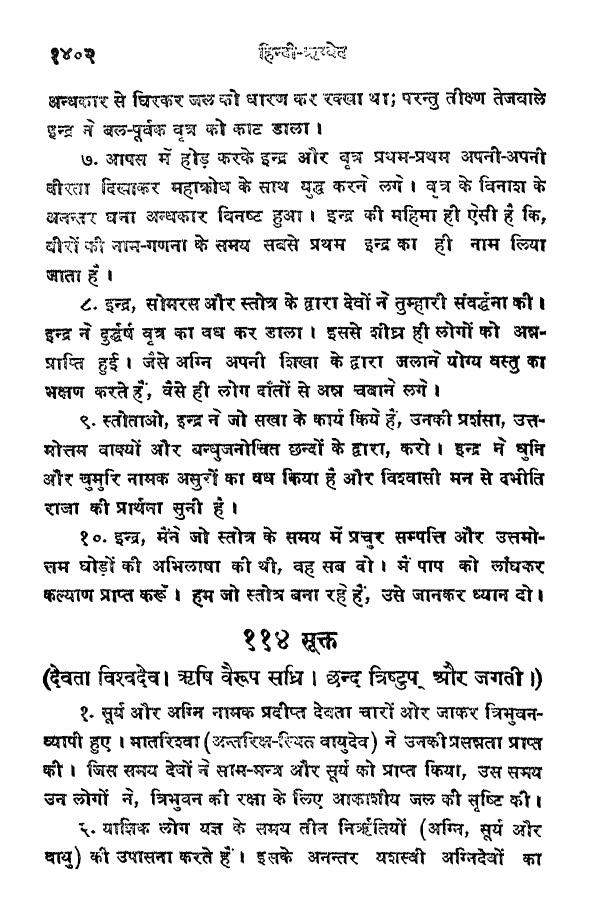 १४०२ हिन्दी-ऋग्वेद
अन्धकार से घिरकर जल को धारण कर रक्खा था; परन्तु तीक्ष्ण तेजवाले
इन्द्र ने बल-पूर्वक वृत्र को काट डाला।
७. आपस में होड़ करके इन्द्र और वृत्र प्रथम-प्रथम अपनी-अपनी
वीरता दिखाकर महाक्रोध के साथ युद्ध करने लगे। वृत्र के विनाश के
अनन्तर घना अन्धकार विनष्ट हुआ। इन्द्र की महिमा ही ऐसी है कि,
वीरों की नाम-गणना के समय सबसे प्रथम इन्द्र का ही नाम लिया
जाता है।
८. इन्द्र, सोमरस और स्तोत्र के द्वारा देवों ने तुम्हारी संवर्द्धना की।
इन्द्र ने दुर्द्धर्ष वृत्र का वध कर डाला। इससे शीघ्र ही लोगों को अन्न-
प्राप्ति हुई। जैसे अग्नि अपनी शिखा के द्वारा जलाने योग्य वस्तु का
भक्षण करते हैं, वैसे ही लोग दाँतों से अन्न चबाने लगे।
९. स्तोताओ, इन्द्र ने जो सखा के कार्य किये हैं, उनकी प्रशंसा, उत्त-
मोत्तम वाक्यों और बन्धुजनोचित छन्दों के द्वारा, करो। इन्द्र ने धुनि
और चुमुरि नामक असुरों का वध किया है और विश्वासी मन से दभीति
राजा की प्रार्थना सुनी है।
१०. इन्द्र, मैंने जो स्तोत्र के समय में प्रचुर सम्पत्ति और उत्तमो-
त्तम घोड़ों की अभिलाषा की थी, वह सब दो। मैं पाप को लाँघकर
कल्याण प्राप्त करूँ। हम जो स्तोत्र बना रहे हैं, उसे जानकर ध्यान दो।
११४ सूक्त
(देवता विश्वदेव। ऋषि वैरूप सध्रि। छन्द त्रिष्टुप् और जगती।)
१. सूर्य और अग्नि नामक प्रदीप्त देवता चारों ओर जाकर त्रिभुवन-
व्यापी हुए। मातरिश्वा (अन्तरिक्ष-स्थित वायुदेव) ने उनकी प्रसन्नता प्राप्त
की। जिस समय देवों ने साम-मन्त्र और सूर्य को प्राप्त किया, उस समय
उन लोगों ने, त्रिभुवन की रक्षा के लिए आकाशीय जल की सृष्टि की।
२. याज्ञिक लोग यज्ञ के समय तीन निर्ऋतियों (अग्नि, सूर्य और
वायु) की उपासना करते हैं। इसके अनन्तर यशस्वी अग्निदेवों का